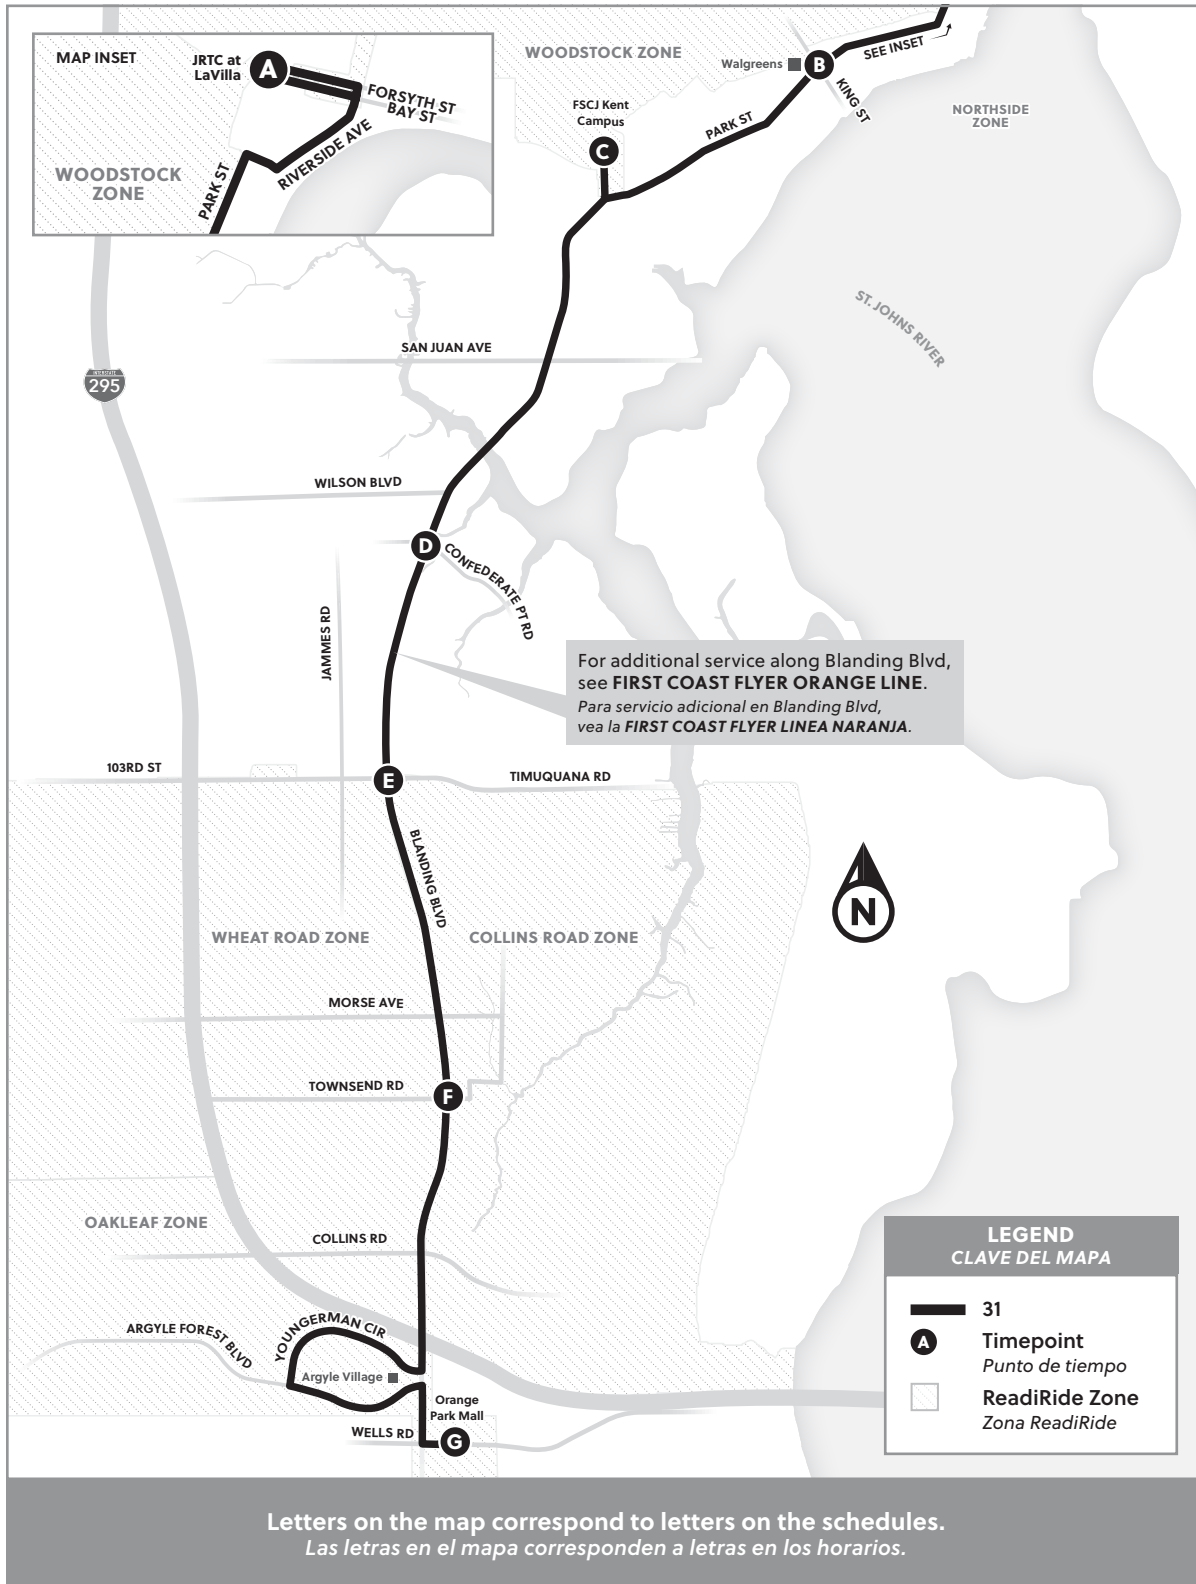 MAP INSET
JRTC at
LaVilla
A
FORSYTH ST
BAY ST
RIVERSIDE AVE
PARK ST
WOODSTOCK
ZONE
WOODSTOCK ZONE
Walgreens
B
SEE INSET
KING ST
NORTHSIDE
ZONE
FSCJ Kent
Campus
C
PARK ST
ST. JOHNS RIVER
SAN JUAN AVE
INTERSTATE
295
WILSON BLVD
D
CONFEDERATE PT RD
JAMMES RD
For additional service along Blanding Blvd,
see FIRST COAST FLYER ORANGE LINE.
Para servicio adicional en Blanding Blvd,
vea la FIRST COAST FLYER LINEA NARANJA.
103RD ST
E
TIMUQUANA RD
BLANDING BLVD
N
WHEAT ROAD ZONE
COLLINS ROAD ZONE
MORSE AVE
TOWNSEND RD
F
OAKLEAF ZONE
COLLINS RD
YOUNGERMAN CIR
ARGYLE FOREST BLVD
Argyle Village
Orange
Park Mall
WELLS RD
G
LEGEND
CLAVE DEL MAPA
31
A
Timepoint
Punto de tiempo
ReadiRide Zone
Zona ReadiRide
Letters on the map correspond to letters on the schedules.
Las letras en el mapa corresponden a letras en los horarios.